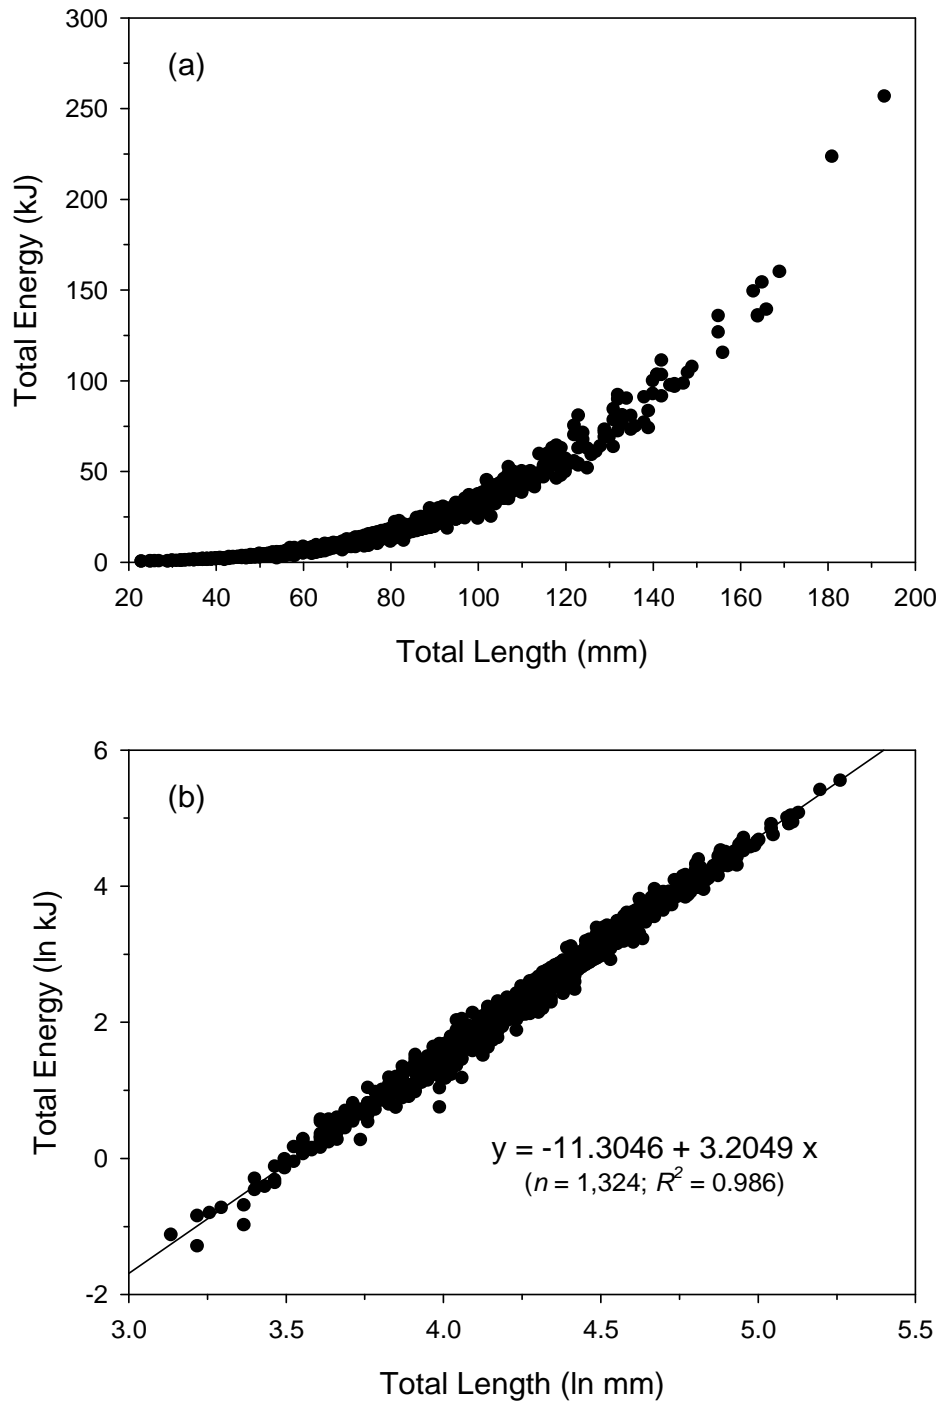 (a)
Total Energy (kJ)
300
250
200
150
100
50
0
20 40 60 80 100 120 140 160 180 200
Total Length (mm)
(b)
Total Energy (ln kJ)
6
4
2
0
-2
y = -11.3046 + 3.2049 x
(n = 1,324; R² = 0.986)
3.0 3.5 4.0 4.5 5.0 5.5
Total Length (ln mm)